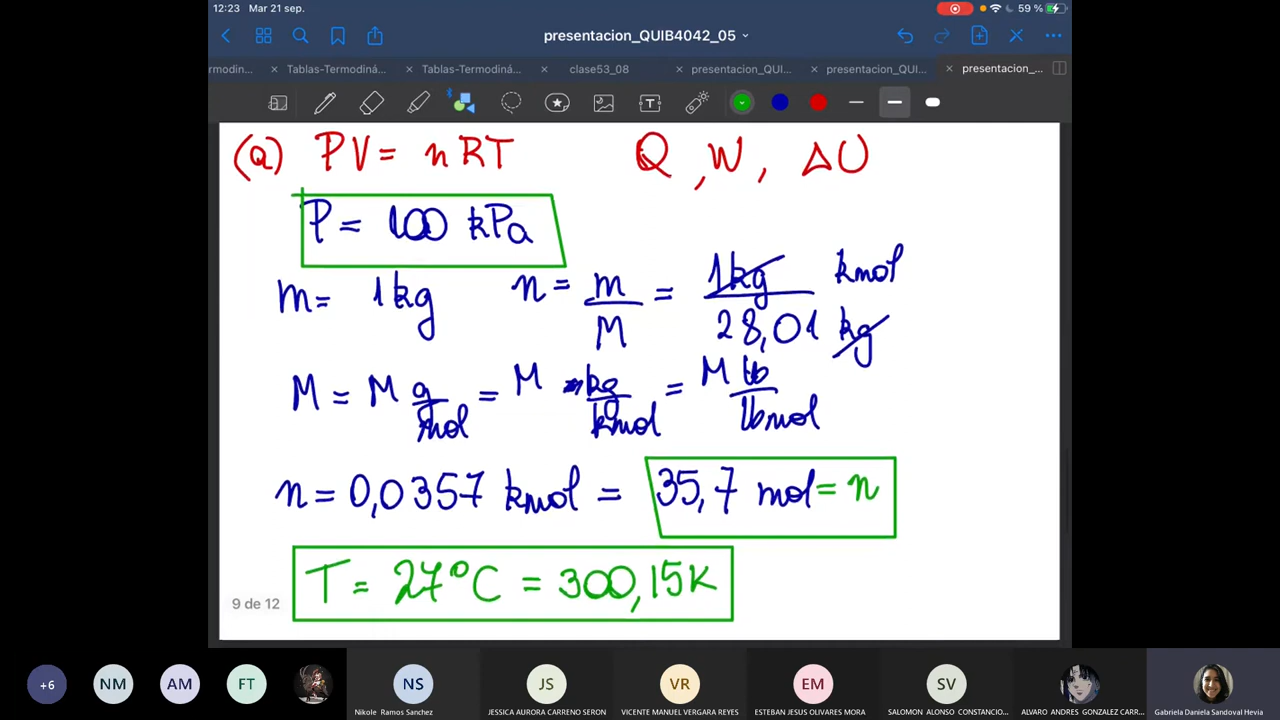 12:23 Mar 21 sep.
59 %
presentacion_QUIB4042_05
rmodin...
Tablas-Termodiná...
Tablas-Termodiná...
clase53_08
presentacion_QUI...
presentacion_QUI...
presentacion_...
(Q) PV = nRT Q, W, ΔU
P = 100 kPa
m = 1kg n = m/M = 1kg/28,01 kg kmol
M = M g/mol = M kg/kmol = M lb/lbmol
n = 0,0357 kmol = 35,7 mol = n
T = 27°C = 300,15K
9 de 12
+6
NM
AM
FT
NS
JS
VR
EM
SV
Nikole Ramos Sanchez
JESSICA AURORA CARRENO SERON
VICENTE MANUEL VERGARA REYES
ESTEBAN JESUS OLIVARES MORA
SALOMON ALONSO CONSTANCIO...
ALVARO ANDRES GONZALEZ CARR...
Gabriela Daniela Sandoval Hevia